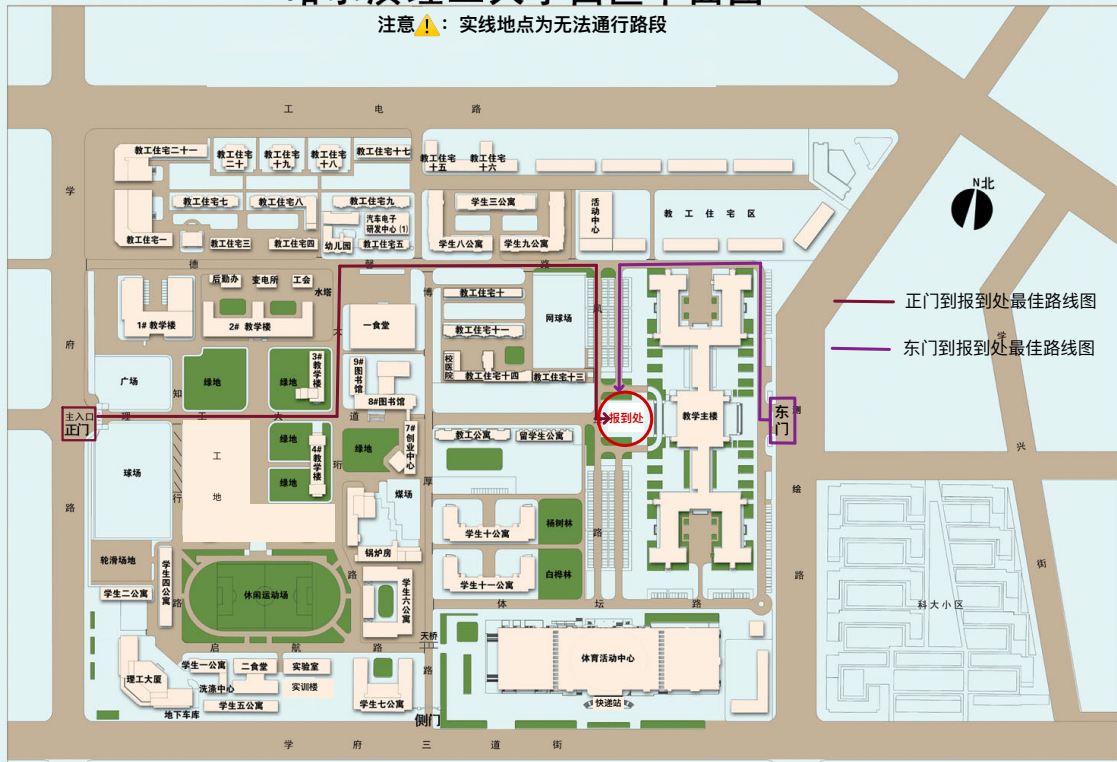 注意⚠️：实线地点为无法通行路段
工 电 路
教工住宅二十一
教工住宅二十
教工住宅十九
教工住宅十八
教工住宅十七
教工住宅十五
教工住宅十六
N北
学 府 路
教工住宅七
教工住宅八
教工住宅九
学生三公寓
活动中心
教 工 住 宅 区
汽车电子
研发中心(1)
教工住宅一
教工住宅三
教工住宅四
幼儿园
教工住宅五
学生八公寓
学生九公寓
德 馨 路
后勤办
变电所
工会
水塔
1# 教学楼
2# 教学楼
一食堂
博 厚 路
教工住宅十
教工住宅十一
网球场
风 路
正门到报到处最佳路线图
东门到报到处最佳路线图
学
兴
街
广场
知 行 路
绿地
绿地
3#教学楼
9#图书馆
8#图书馆
校医院
教工住宅十四
教工住宅十三
主入口
正门
理 工 大 道
报到处
教学主楼
东门
测 绘 路
球场
工地
绿地
绿地
4#教学楼
绿地
7#创业中心
珩
路
教工公寓
留学生公寓
煤场
锅炉房
学生十公寓
杨树林
学生十一公寓
白桦林
轮滑场地
学生四公寓
学生二公寓
休闲运动场
学生六公寓
体 坛 路
科大小区
启 航 路
天桥
理工大厦
学生一公寓
二食堂
实验室
洗涤中心
实训楼
学生五公寓
地下车库
学生七公寓
侧门
体育活动中心
快递站
学 府 三 道 街